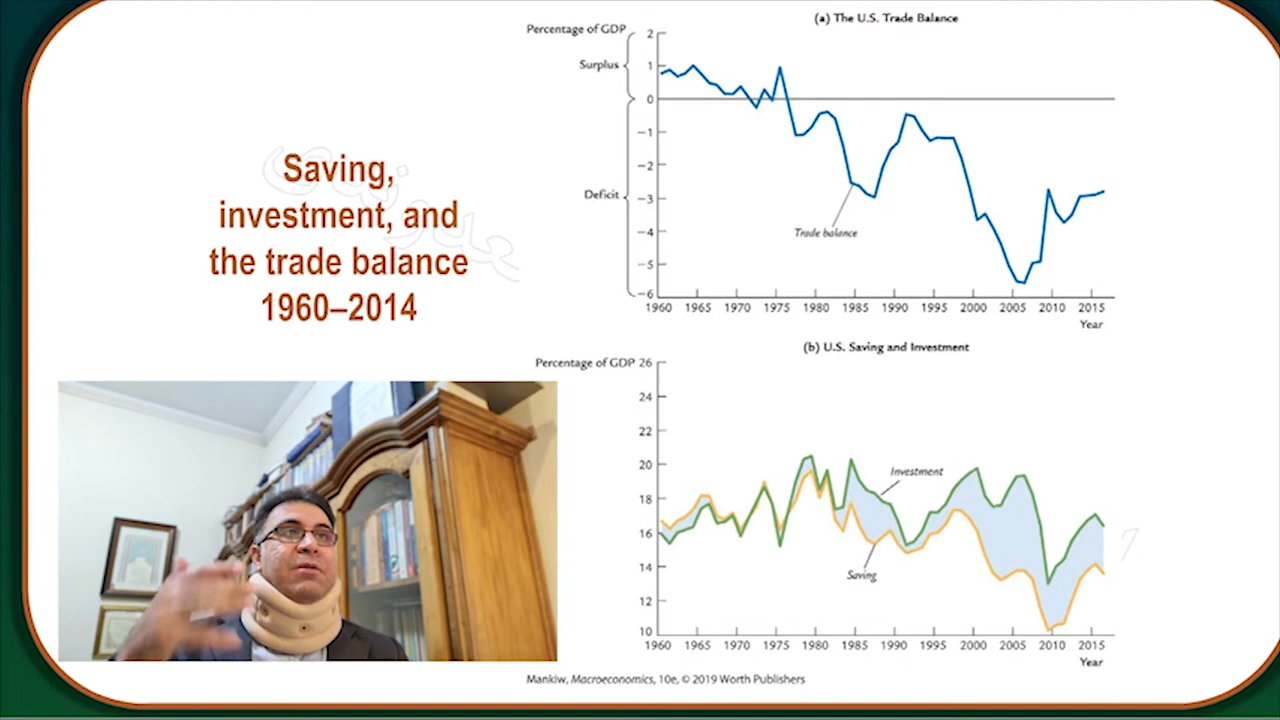 Saving,
investment, and
the trade balance
1960–2014
(a) The U.S. Trade Balance
Percentage of GDP
2
Surplus
1
0
−1
−2
Deficit
−3
−4
−5
−6
Trade balance
1960 1965 1970 1975 1980 1985 1990 1995 2000 2005 2010 2015
Year
(b) U.S. Saving and Investment
Percentage of GDP 26
24
22
20
18
16
14
12
10
Investment
Saving
1960 1965 1970 1975 1980 1985 1990 1995 2000 2005 2010 2015
Year
Mankiw, Macroeconomics, 10e, © 2019 Worth Publishers